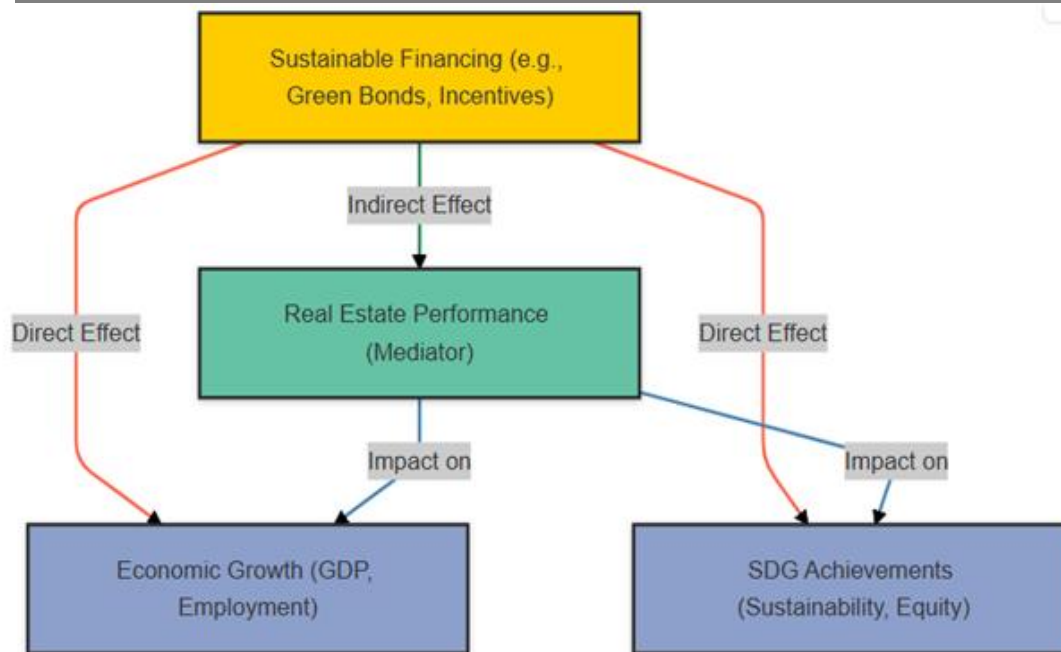 Sustainable Financing (e.g.,
Green Bonds, Incentives)
Indirect Effect
Real Estate Performance
(Mediator)
Direct Effect
Direct Effect
Impact on
Impact on
Economic Growth (GDP,
Employment)
SDG Achievements
(Sustainability, Equity)